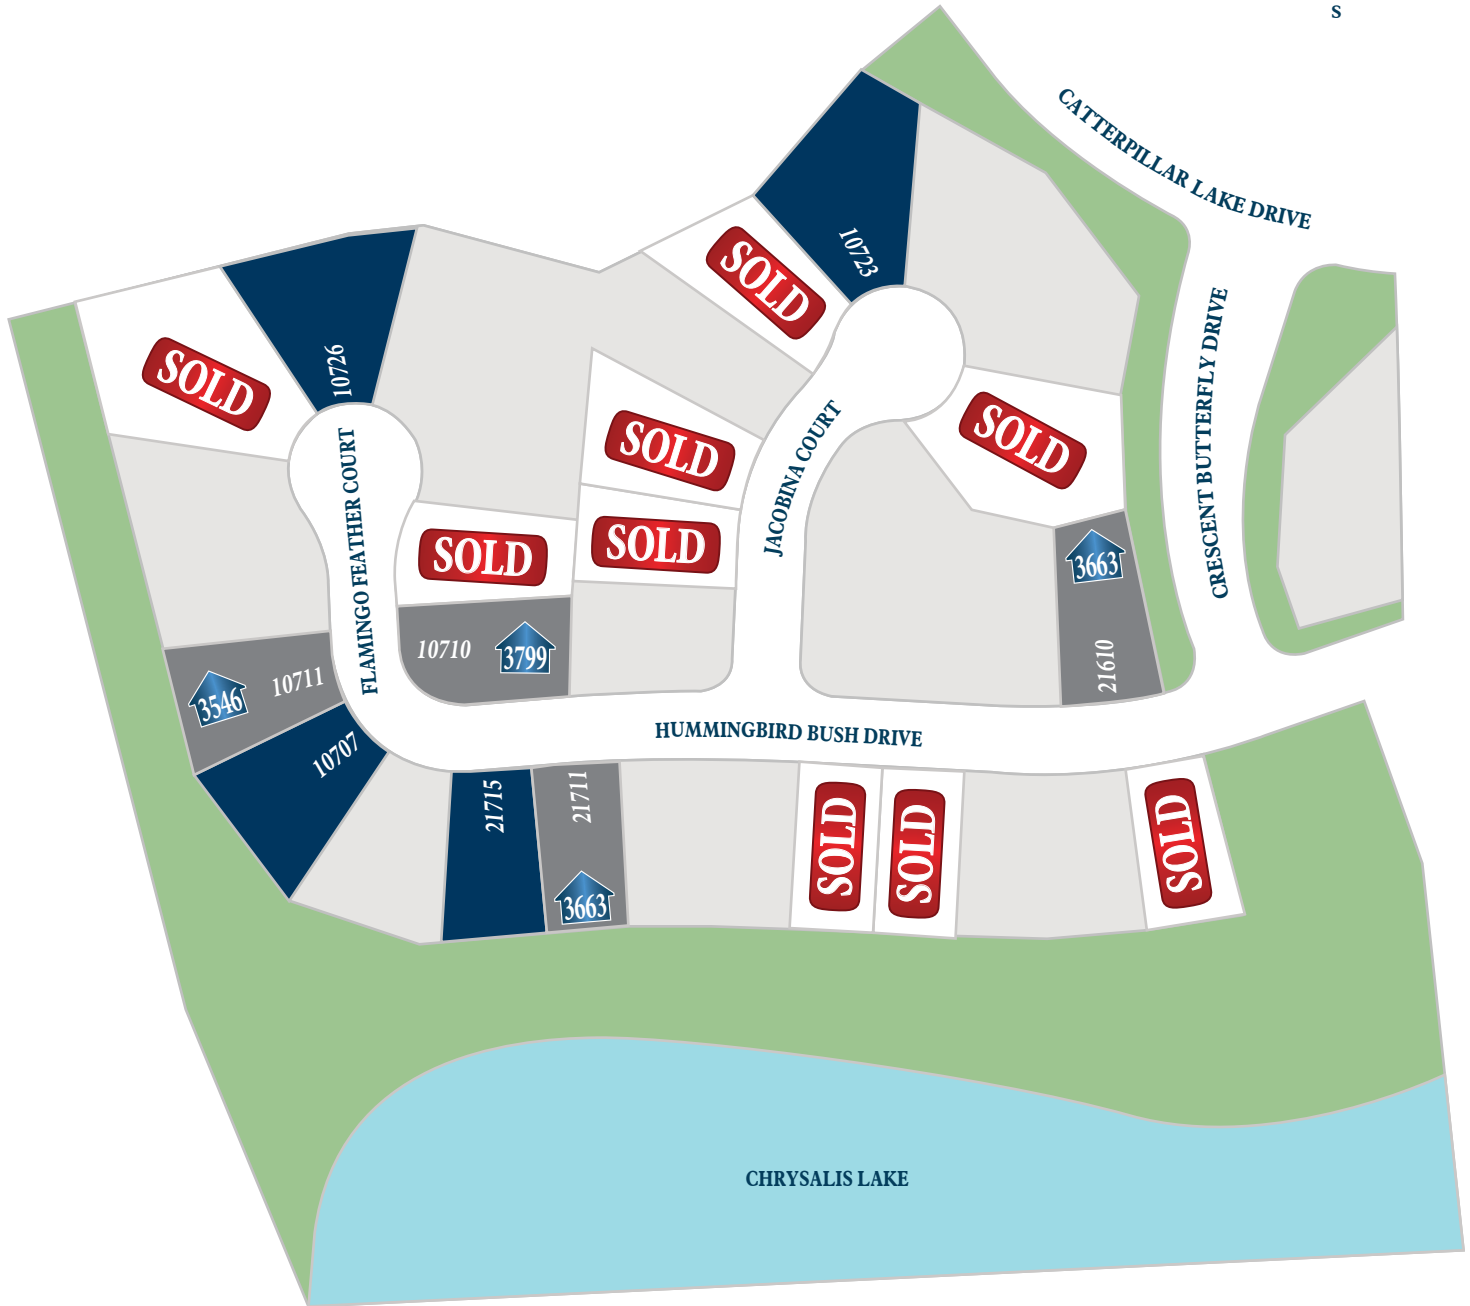 S
CATTERPILLAR LAKE DRIVE
10723
SOLD
CRESCENT BUTTERFLY DRIVE
10726
SOLD
JACOBINA COURT
SOLD
SOLD
FLAMINGO FEATHER COURT
SOLD
SOLD
3663
21610
10710
3799
10711
3546
HUMMINGBIRD BUSH DRIVE
10707
21715
21711
3663
SOLD
SOLD
SOLD
CHRYSALIS LAKE